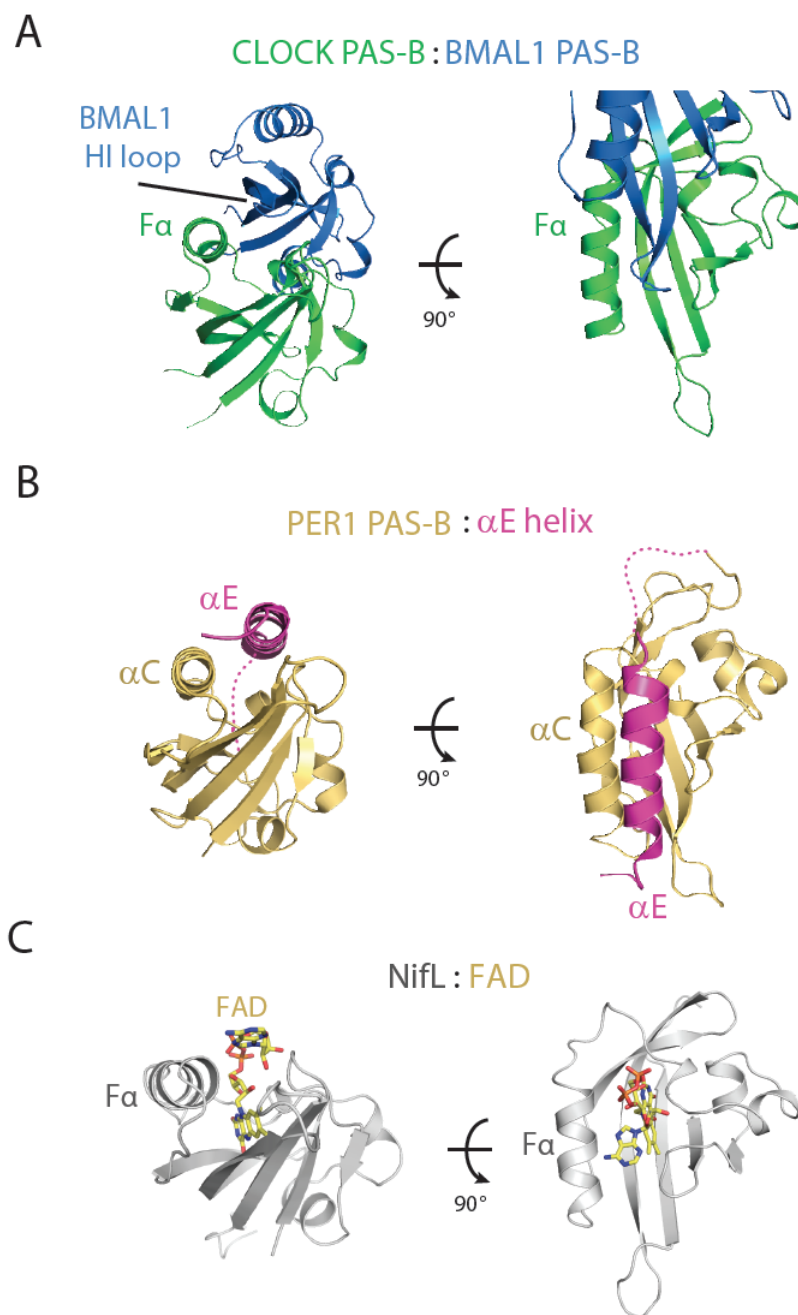 A
CLOCK PAS-B : BMAL1 PAS-B
BMAL1
HI loop
Fα
90°
Fα
B
PER1 PAS-B : αE helix
αE
αC
90°
αC
αE
C
NifL : FAD
FAD
Fα
90°
Fα